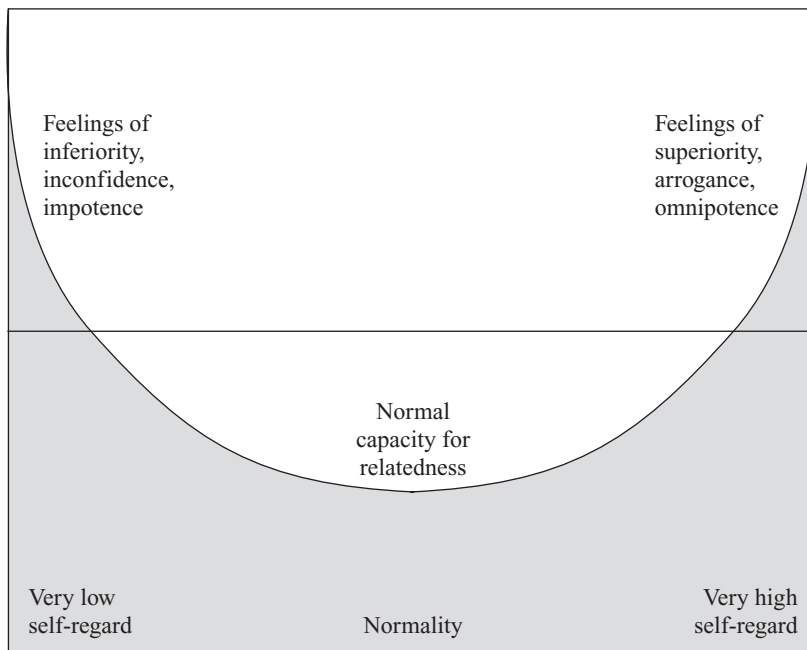 Feelings of
inferiority,
inconfidence,
impotence
Feelings of
superiority,
arrogance,
omnipotence
Normal
capacity for
relatedness
Very low
self-regard
Normality
Very high
self-regard